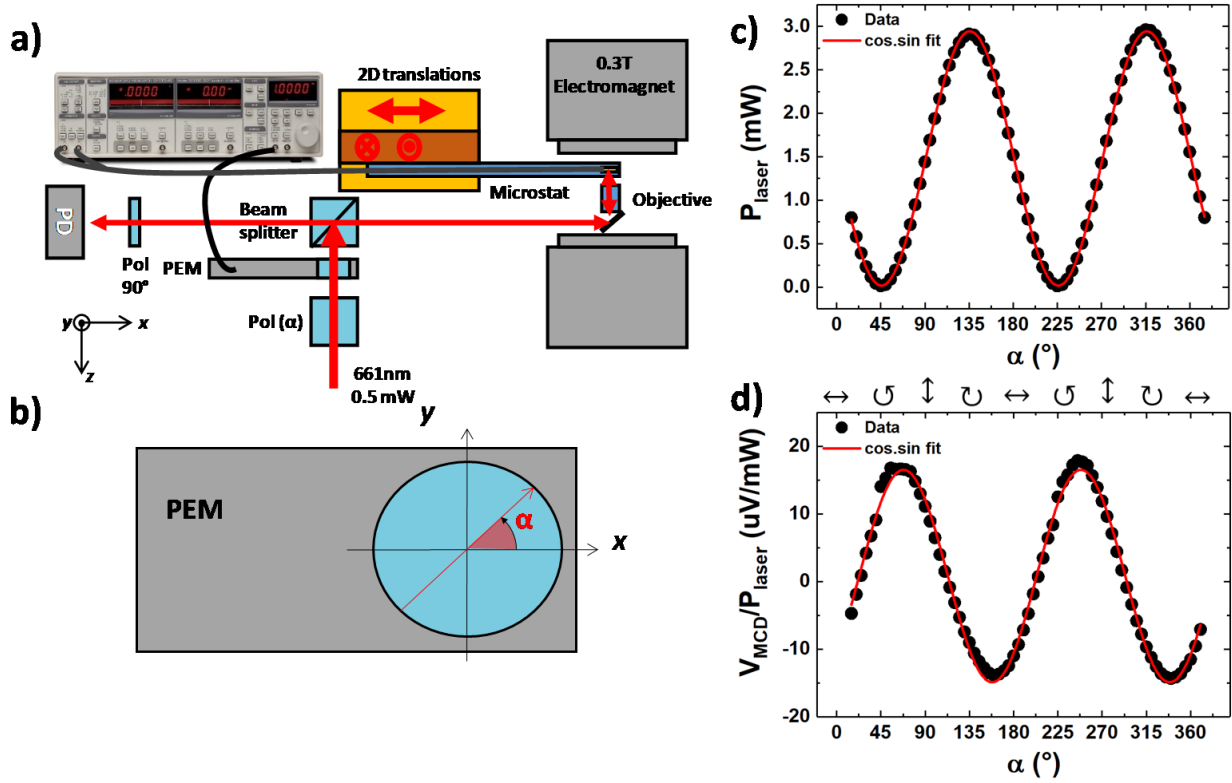 a)
.0000
0.00
1.0000
2D translations
0.3T
Electromagnet
Microstat
Objective
Beam
splitter
PD
Pol
90°
PEM
Pol (α)
y
x
z
661nm
0.5 mW
b)
y
PEM
α
x
c)
Data
cos.sin fit
P laser (mW)
3.0
2.5
2.0
1.5
1.0
0.5
0.0
0 45 90 135 180 225 270 315 360
α (°)
d)
↔ ↺ ↕ ↻ ↔ ↺ ↕ ↻ ↔
Data
cos.sin fit
V MCD/P laser (uV/mW)
20
10
0
-10
-20
0 45 90 135 180 225 270 315 360
α (°)